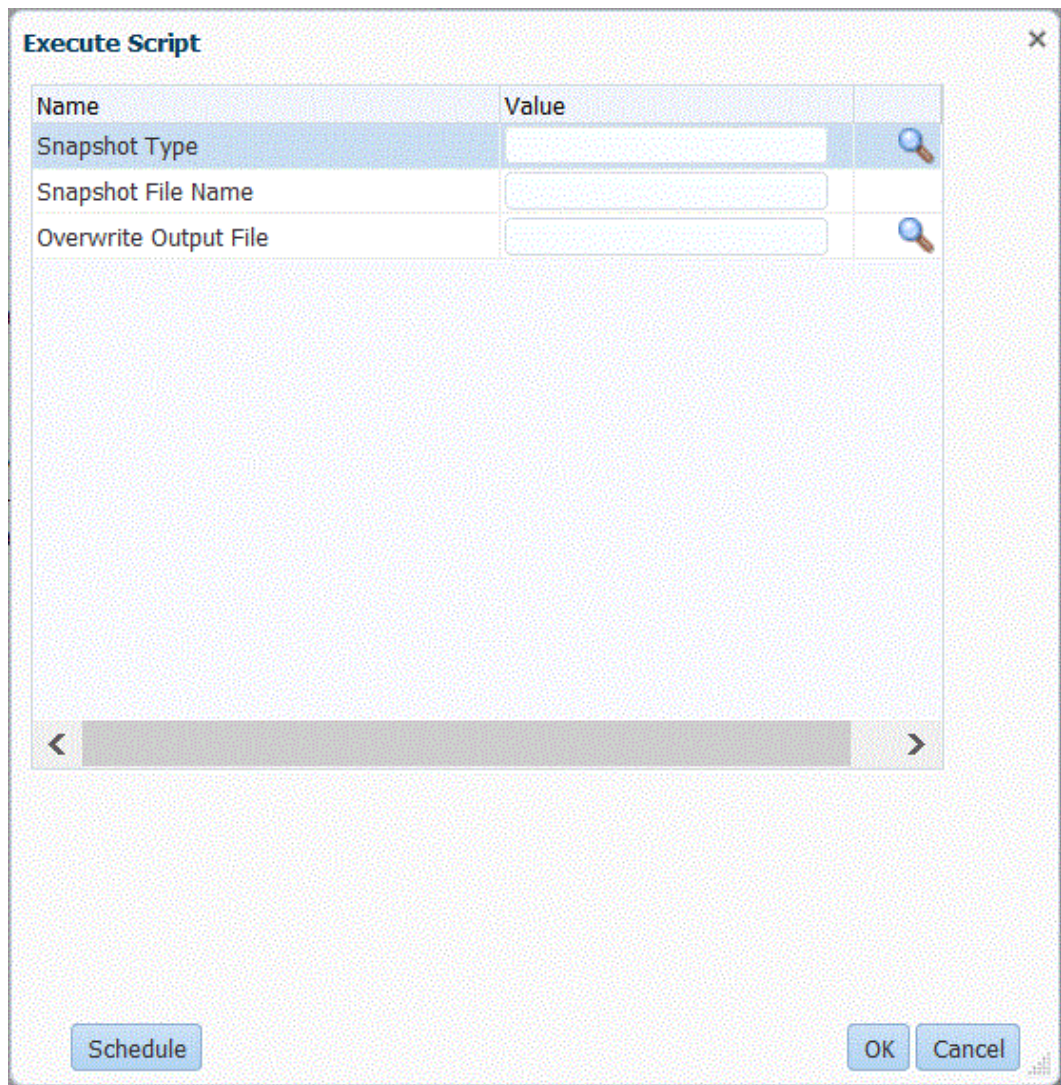 Execute Script
Name Value
Snapshot Type
Snapshot File Name
Overwrite Output File
Schedule OK Cancel